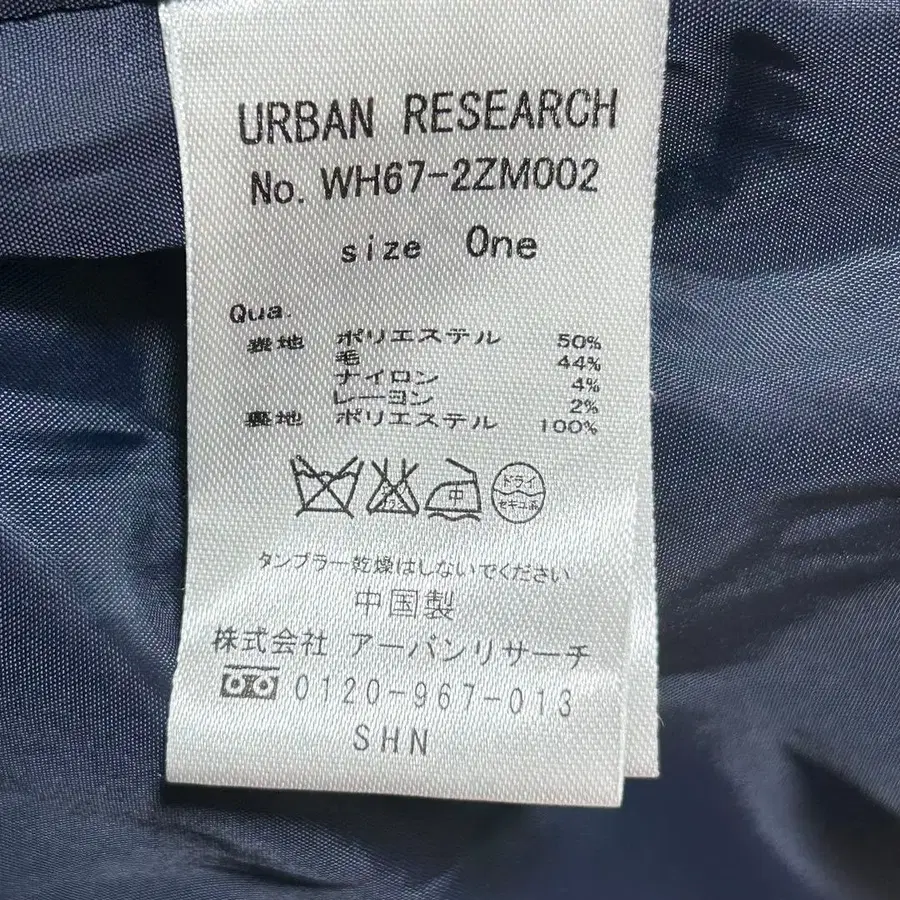 URBAN RESEARCH
No. WH67-2ZM002
size One
Qua.
表地 ポリエステル 50%
毛 44%
ナイロン 4%
レーヨン 2%
裏地 ポリエステル 100%
中 ドライ
セキユ系
タンブラー乾燥はしないでください
中国製
株式会社 アーバンリサーチ
0120-967-013
SHN